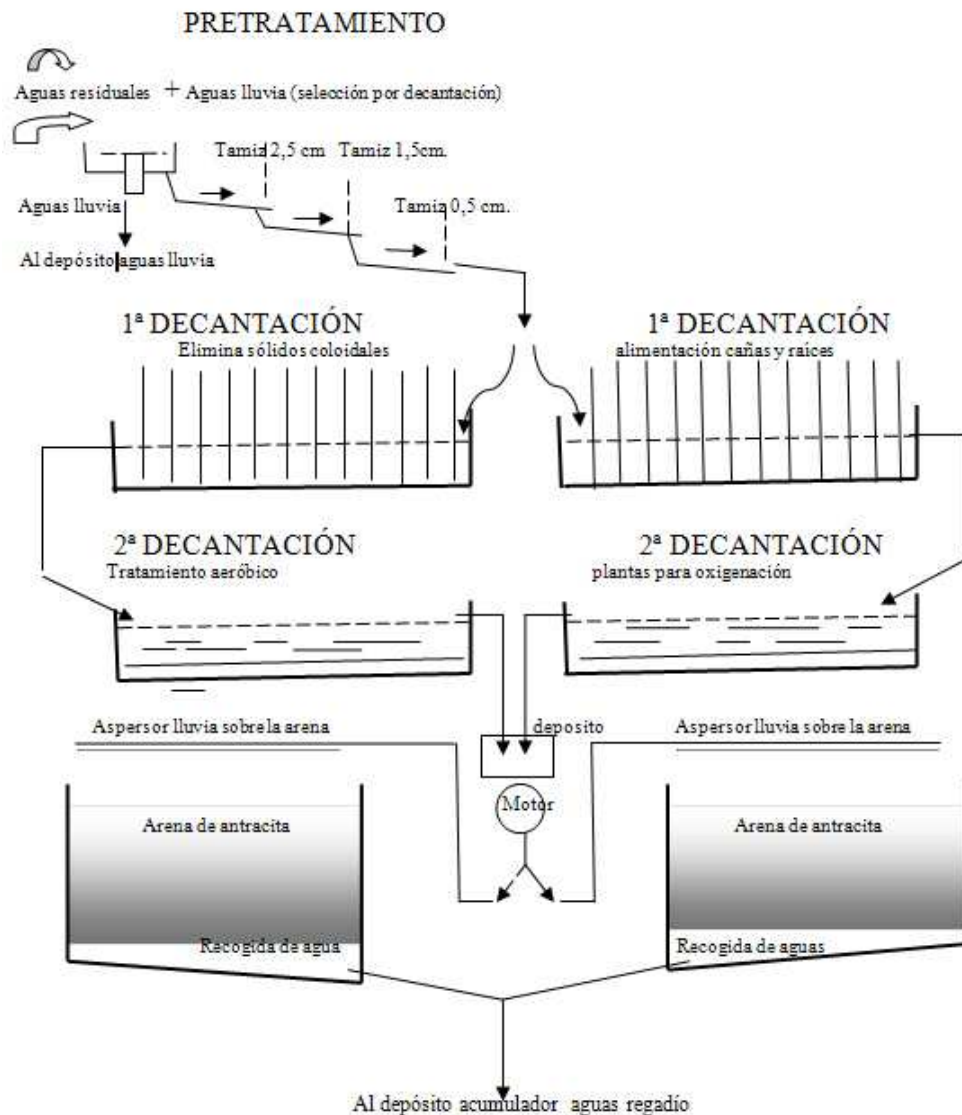 PRETRATAMIENTO
Aguas residuales + Aguas lluvia (selección por decantación)
Tamiz 2,5 cm Tamiz 1,5cm.
Aguas lluvia
Tamiz 0,5 cm.
Al depósito aguas lluvia
1ª DECANTACIÓN
Elimina sólidos coloidales
1ª DECANTACIÓN
alimentación cañas y raíces
2ª DECANTACIÓN
Tratamiento aeróbico
2ª DECANTACIÓN
plantas para oxigenación
Aspersor lluvia sobre la arena
deposito
Aspersor lluvia sobre la arena
Motor
Arena de antracita
Arena de antracita
Recogida de agua
Recogida de aguas
Al depósito acumulador aguas regadío